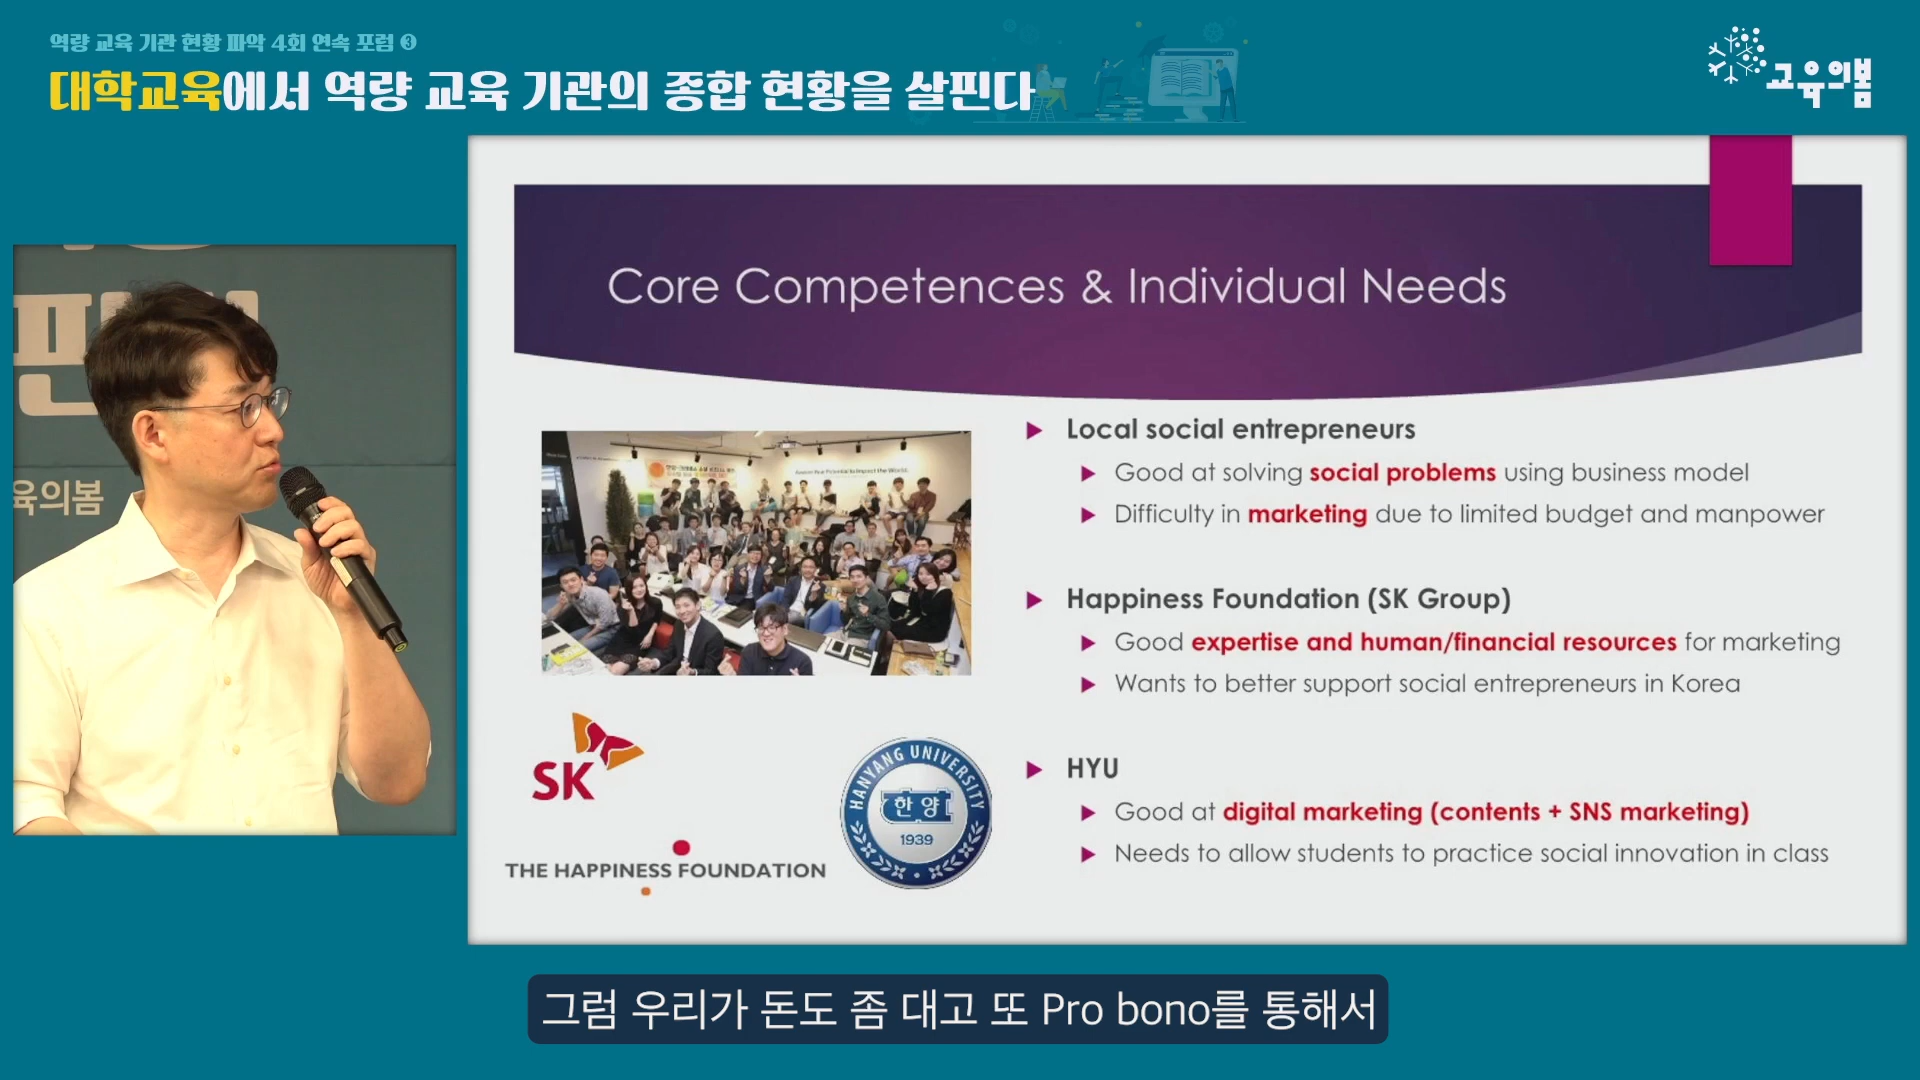 역량 교육 기관 현황 파악 4회 연속 포럼 ❸
대학교육에서 역량 교육 기관의 종합 현황을 살핀다
교육의봄
육의봄
Core Competences & Individual Needs
Local social entrepreneurs
Good at solving social problems using business model
Difficulty in marketing due to limited budget and manpower
Happiness Foundation (SK Group)
Good expertise and human/financial resources for marketing
Wants to better support social entrepreneurs in Korea
HYU
Good at digital marketing (contents + SNS marketing)
Needs to allow students to practice social innovation in class
SK
THE HAPPINESS FOUNDATION
HANYANG UNIVERSITY
한양
1939
그럼 우리가 돈도 좀 대고 또 Pro bono를 통해서